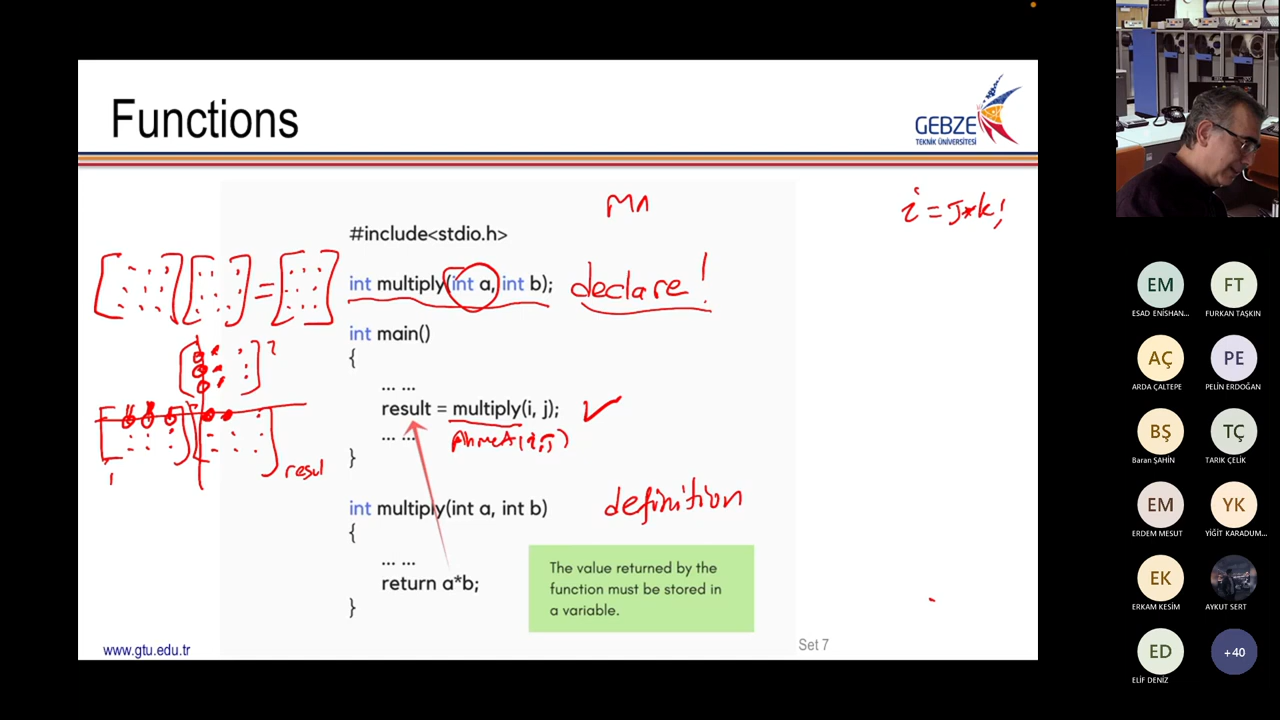 Functions
GEBZE
TEKNİK ÜNİVERSİTESİ
i = j*k;
#include<stdio.h>
int multiply(int a, int b);
declare!
int main()
{
... ...
result = multiply(i, j);
Ahmet(i,j)
... ...
}
resul
int multiply(int a, int b)
definition
{
... ...
return a*b;
}
The value returned by the
function must be stored in
a variable.
www.gtu.edu.tr
Set 7
EM
ESAD ENİSHAN...
FT
FURKAN TAŞKIN
AÇ
ARDA ÇALTEPE
PE
PELİN ERDOĞAN
BŞ
Baran ŞAHİN
TÇ
TARIK ÇELİK
EM
ERDEM MESUT
YK
YİĞİT KARADUM...
EK
ERKAM KESİM
AYKUT SERT
ED
ELİF DENİZ
+40